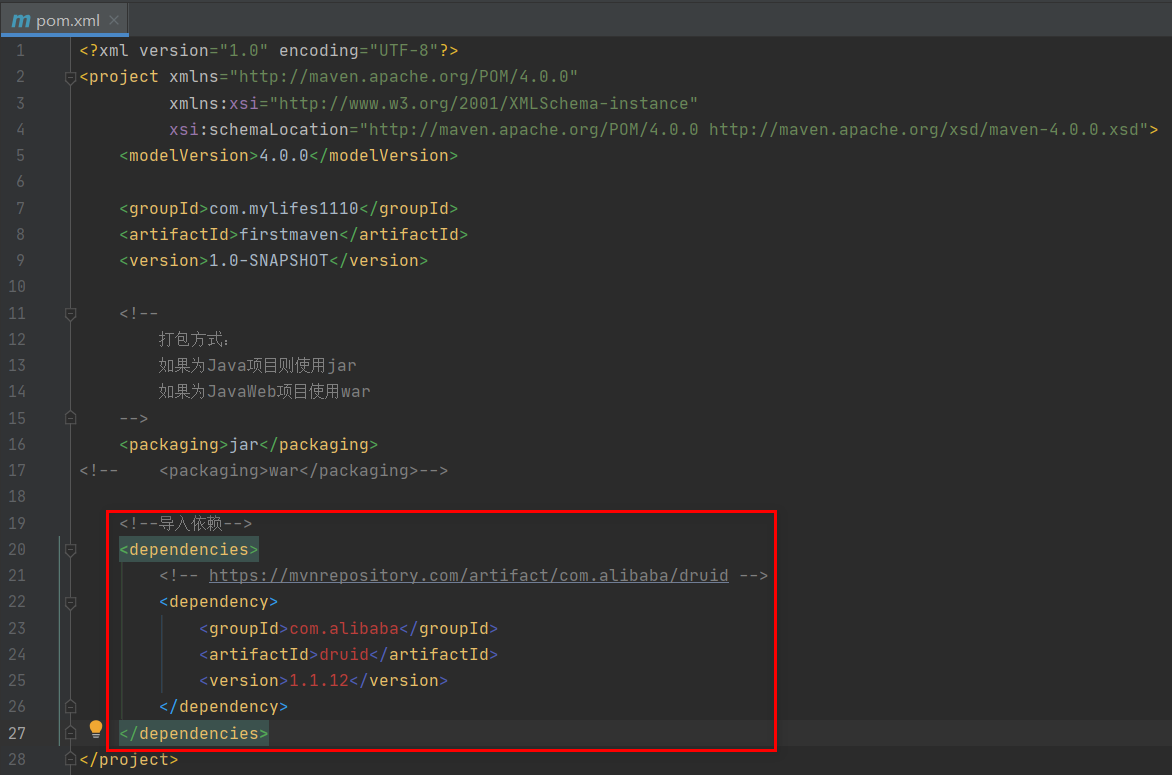 m pom.xml ×
1 <?xml version="1.0" encoding="UTF-8"?>
2 <project xmlns="http://maven.apache.org/POM/4.0.0"
3          xmlns:xsi="http://www.w3.org/2001/XMLSchema-instance"
4          xsi:schemaLocation="http://maven.apache.org/POM/4.0.0 http://maven.apache.org/xsd/maven-4.0.0.xsd">
5     <modelVersion>4.0.0</modelVersion>
6
7     <groupId>com.mylifes1110</groupId>
8     <artifactId>firstmaven</artifactId>
9     <version>1.0-SNAPSHOT</version>
10
11     <!--
12         打包方式：
13         如果为Java项目则使用jar
14         如果为JavaWeb项目使用war
15     -->
16     <packaging>jar</packaging>
17 <!--    <packaging>war</packaging>-->
18
19     <!--导入依赖-->
20     <dependencies>
21         <!-- https://mvnrepository.com/artifact/com.alibaba/druid -->
22         <dependency>
23             <groupId>com.alibaba</groupId>
24             <artifactId>druid</artifactId>
25             <version>1.1.12</version>
26         </dependency>
27     </dependencies>
28 </project>